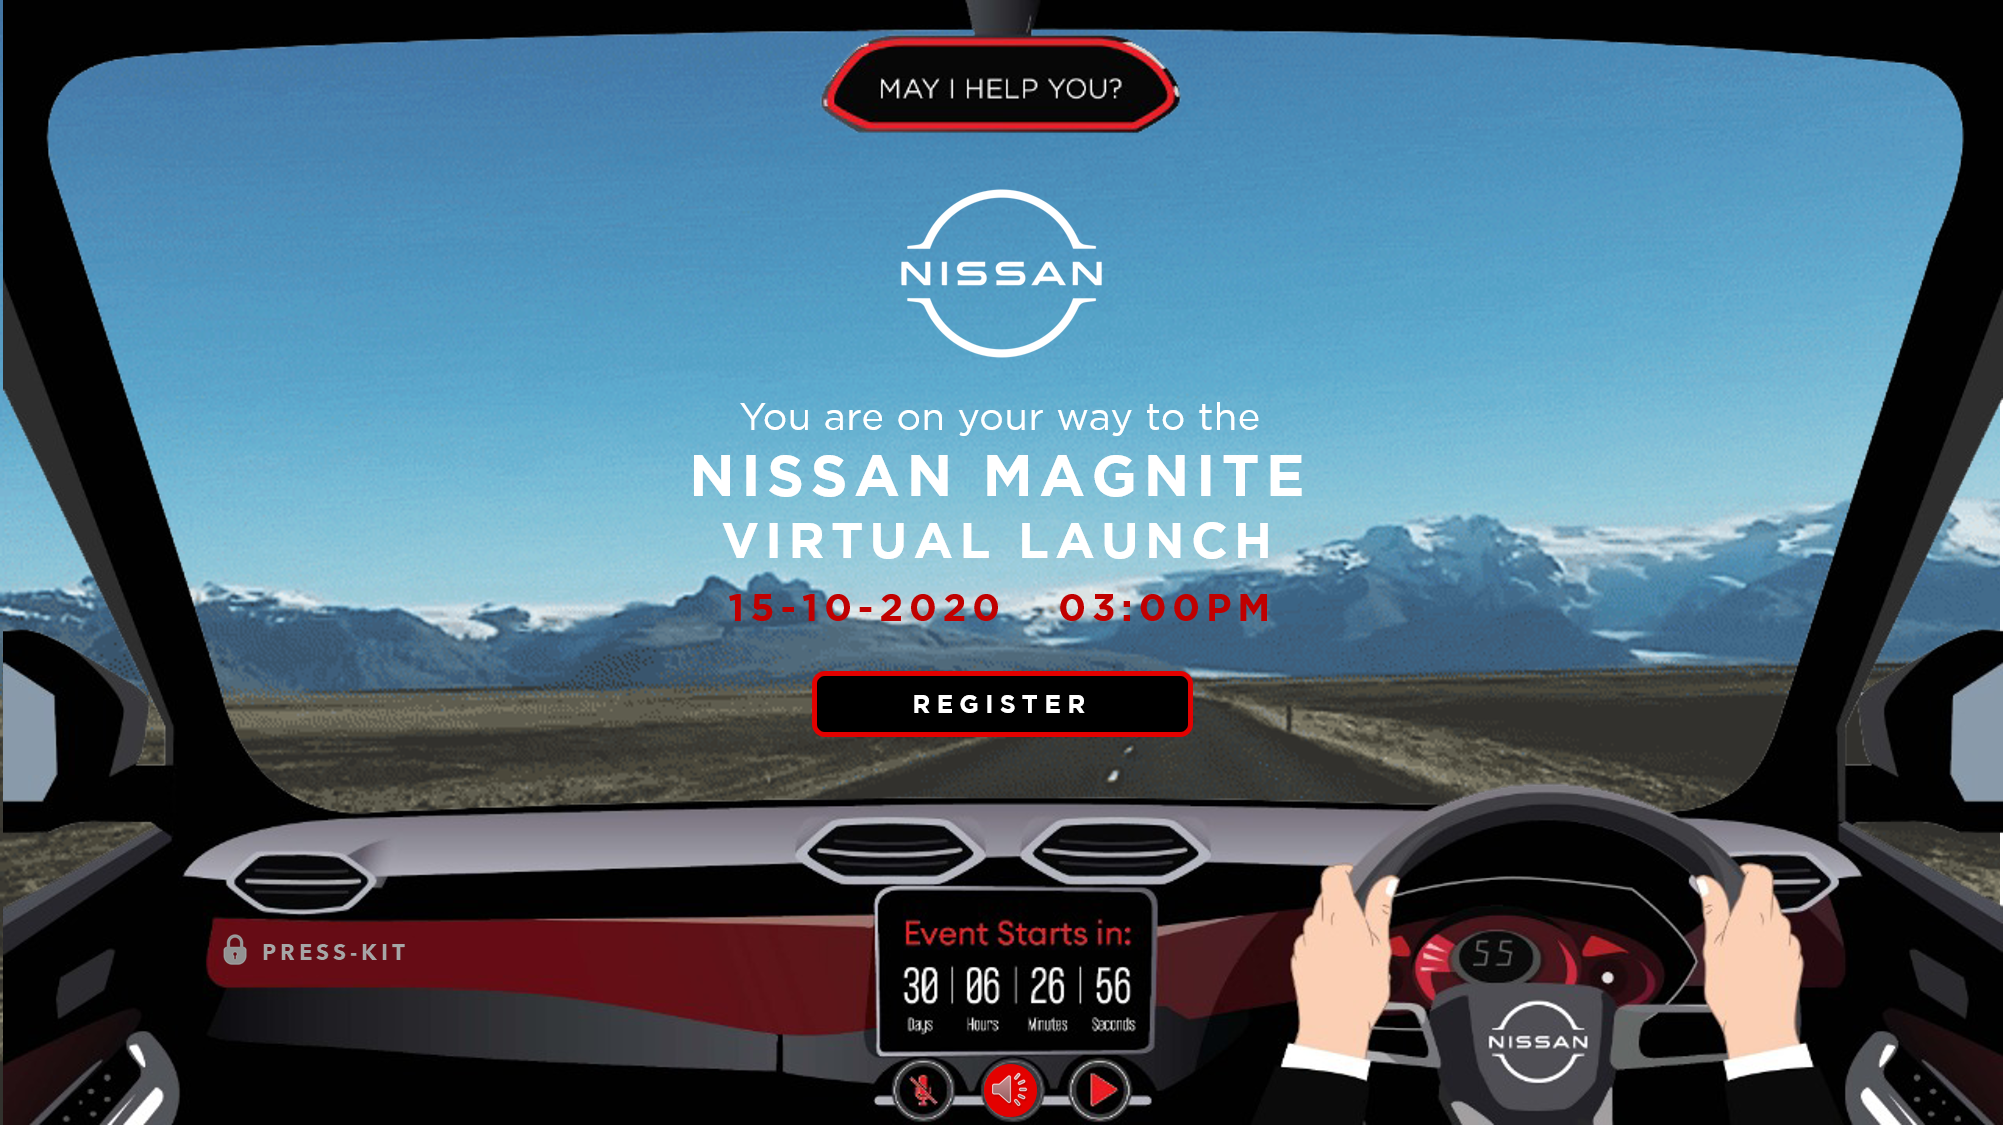 MAY I HELP YOU?
NISSAN
You are on your way to the
NISSAN MAGNITE
VIRTUAL LAUNCH
15-10-2020 03:00PM
REGISTER
PRESS-KIT
Event Starts in:
30 | 06 | 26 | 56
Days Hours Minutes Seconds
55
NISSAN